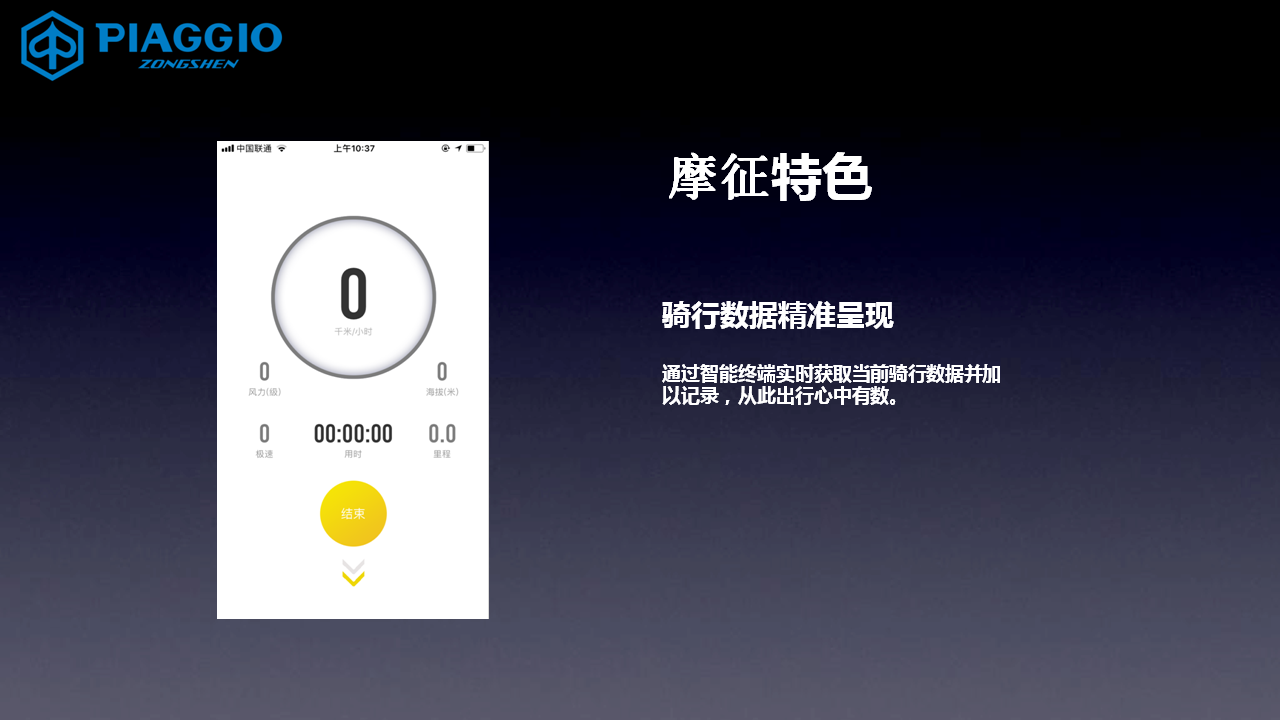 PIAGGIO
ZONGSHEN
中国联通
上午10:37
0
千米/小时
0
风力(级)
0
海拔(米)
0
极速
00:00:00
用时
0.0
里程
结束
摩征特色
骑行数据精准呈现
通过智能终端实时获取当前骑行数据并加
以记录，从此出行心中有数。